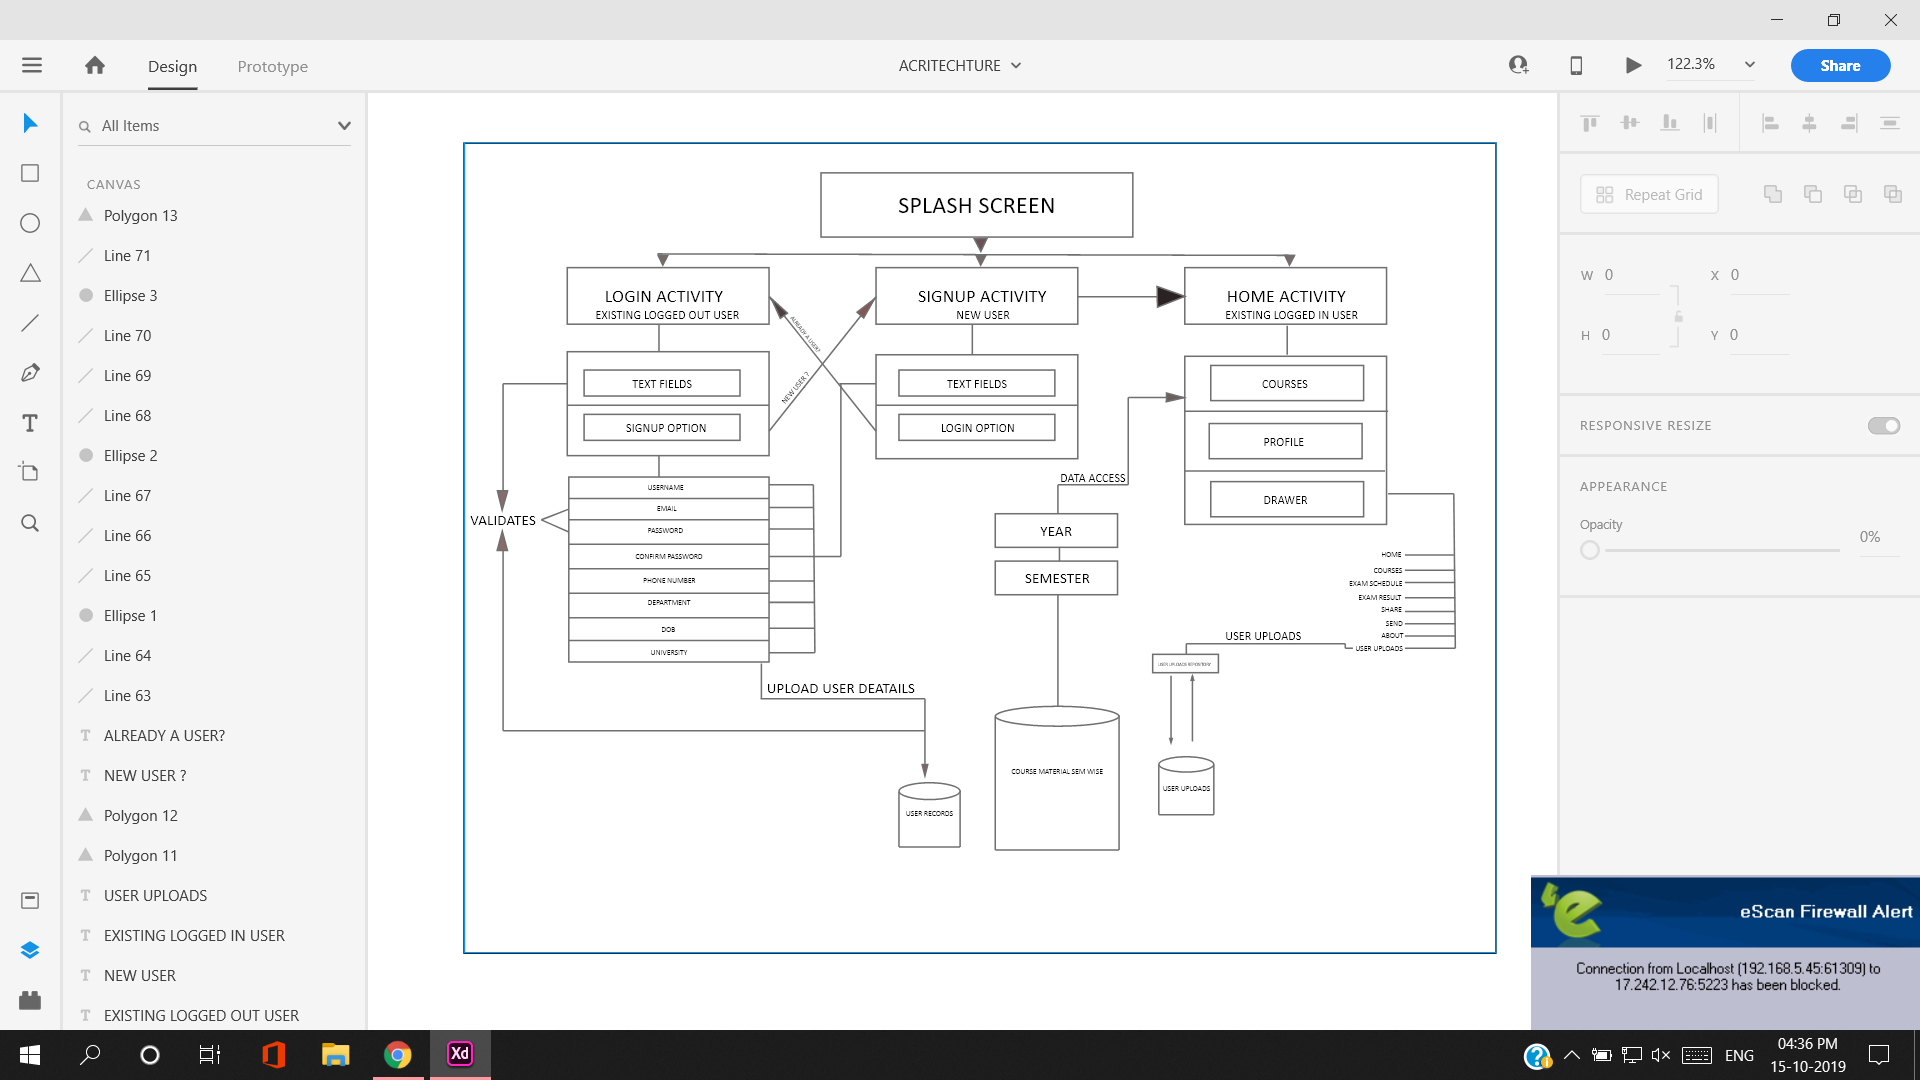 Design
Prototype
ACRITECHTURE
122.3%
Share
All Items
CANVAS
Polygon 13
Line 71
Ellipse 3
Line 70
Line 69
Line 68
Ellipse 2
Line 67
Line 66
Line 65
Ellipse 1
Line 64
Line 63
T ALREADY A USER?
T NEW USER ?
Polygon 12
Polygon 11
T USER UPLOADS
T EXISTING LOGGED IN USER
T NEW USER
T EXISTING LOGGED OUT USER
SPLASH SCREEN
LOGIN ACTIVITY
EXISTING LOGGED OUT USER
SIGNUP ACTIVITY
NEW USER
HOME ACTIVITY
EXISTING LOGGED IN USER
ALREADY A USER?
NEW USER ?
TEXT FIELDS
SIGNUP OPTION
TEXT FIELDS
LOGIN OPTION
COURSES
PROFILE
DRAWER
DATA ACCESS
VALIDATES
USERNAME
EMAIL
PASSWORD
CONFIRM PASSWORD
PHONE NUMBER
DEPARTMENT
DOB
UNIVERSITY
YEAR
SEMESTER
HOME
COURSES
EXAM SCHEDULE
EXAM RESULT
SHARE
SEND
ABOUT
USER UPLOADS
USER UPLOADS
USER UPLOADS REPOSITORY
UPLOAD USER DEATAILS
USER RECORDS
COURSE MATERIAL SEM WISE
USER UPLOADS
Repeat Grid
W 0
X 0
H 0
Y 0
RESPONSIVE RESIZE
APPEARANCE
Opacity
0%
eScan Firewall Alert
Connection from Localhost (192.168.5.45:61309) to
17.242.12.76:5223 has been blocked.
Xd
ENG
04:36 PM
15-10-2019